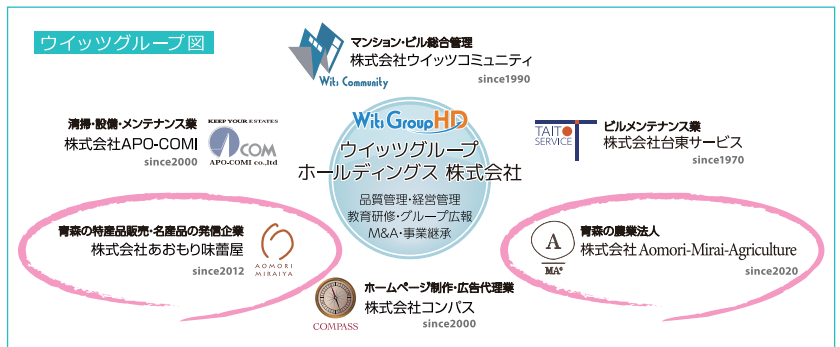 ウイッツグループ図
マンション・ビル総合管理
株式会社ウイッツコミュニティ
since1990
Wits Community
清掃・設備・メンテナンス業
株式会社APO-COMI
since2000
KEEP YOUR ESTATES
A COM
APO-COMI co.,ltd
Wits Group HD
ウイッツグループ
ホールディングス 株式会社
品質管理・経営管理
教育研修・グループ広報
M&A・事業継承
TAITO
SERVICE
ビルメンテナンス業
株式会社台東サービス
since1970
青森の特産品販売・名産品の発信企業
株式会社あおもり味蕾屋
since2012
AOMORI
MIRAIYA
A
MA®
青森の農業法人
株式会社 Aomori-Mirai-Agriculture
since2020
COMPASS
ホームページ制作・広告代理業
株式会社コンパス
since2000